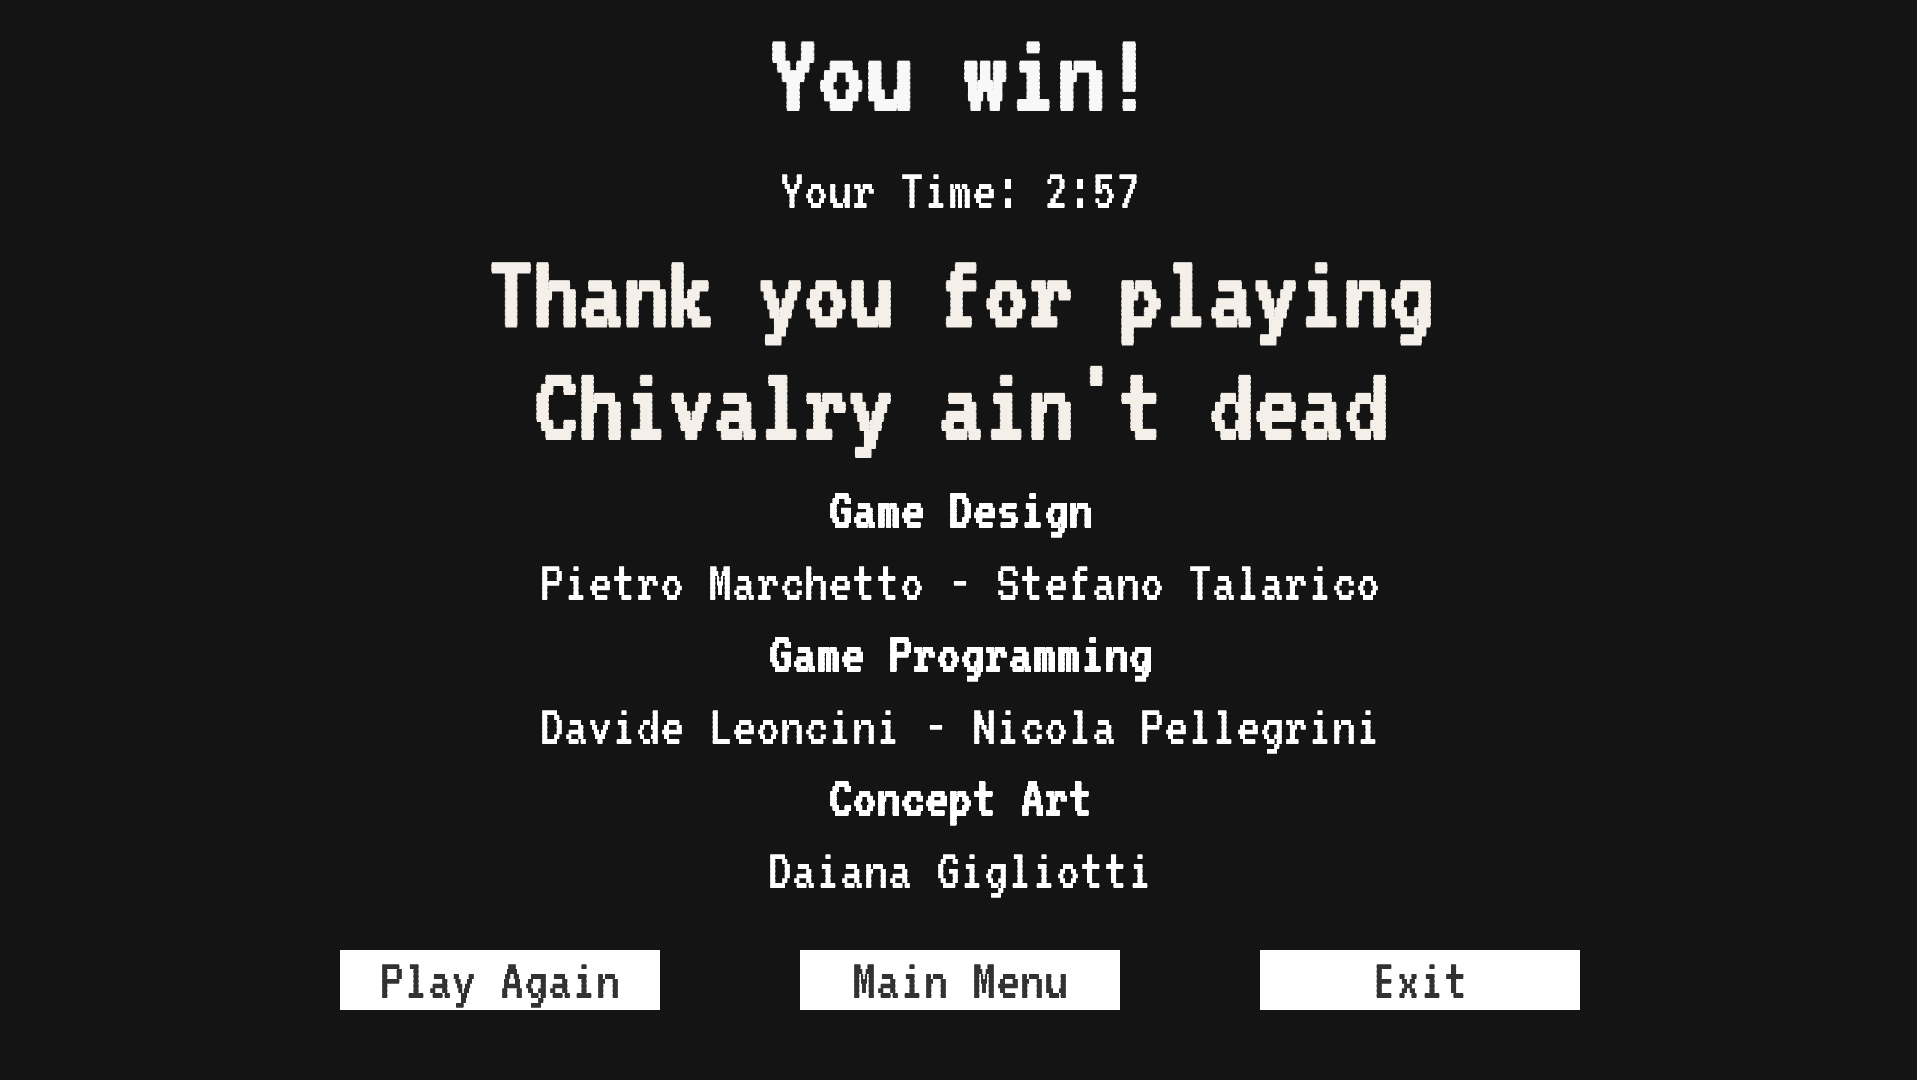 You win!
Your Time: 2:57
Thank you for playing
Chivalry ain't dead
Game Design
Pietro Marchetto - Stefano Talarico
Game Programming
Davide Leoncini - Nicola Pellegrini
Concept Art
Daiana Gigliotti
Play Again
Main Menu
Exit